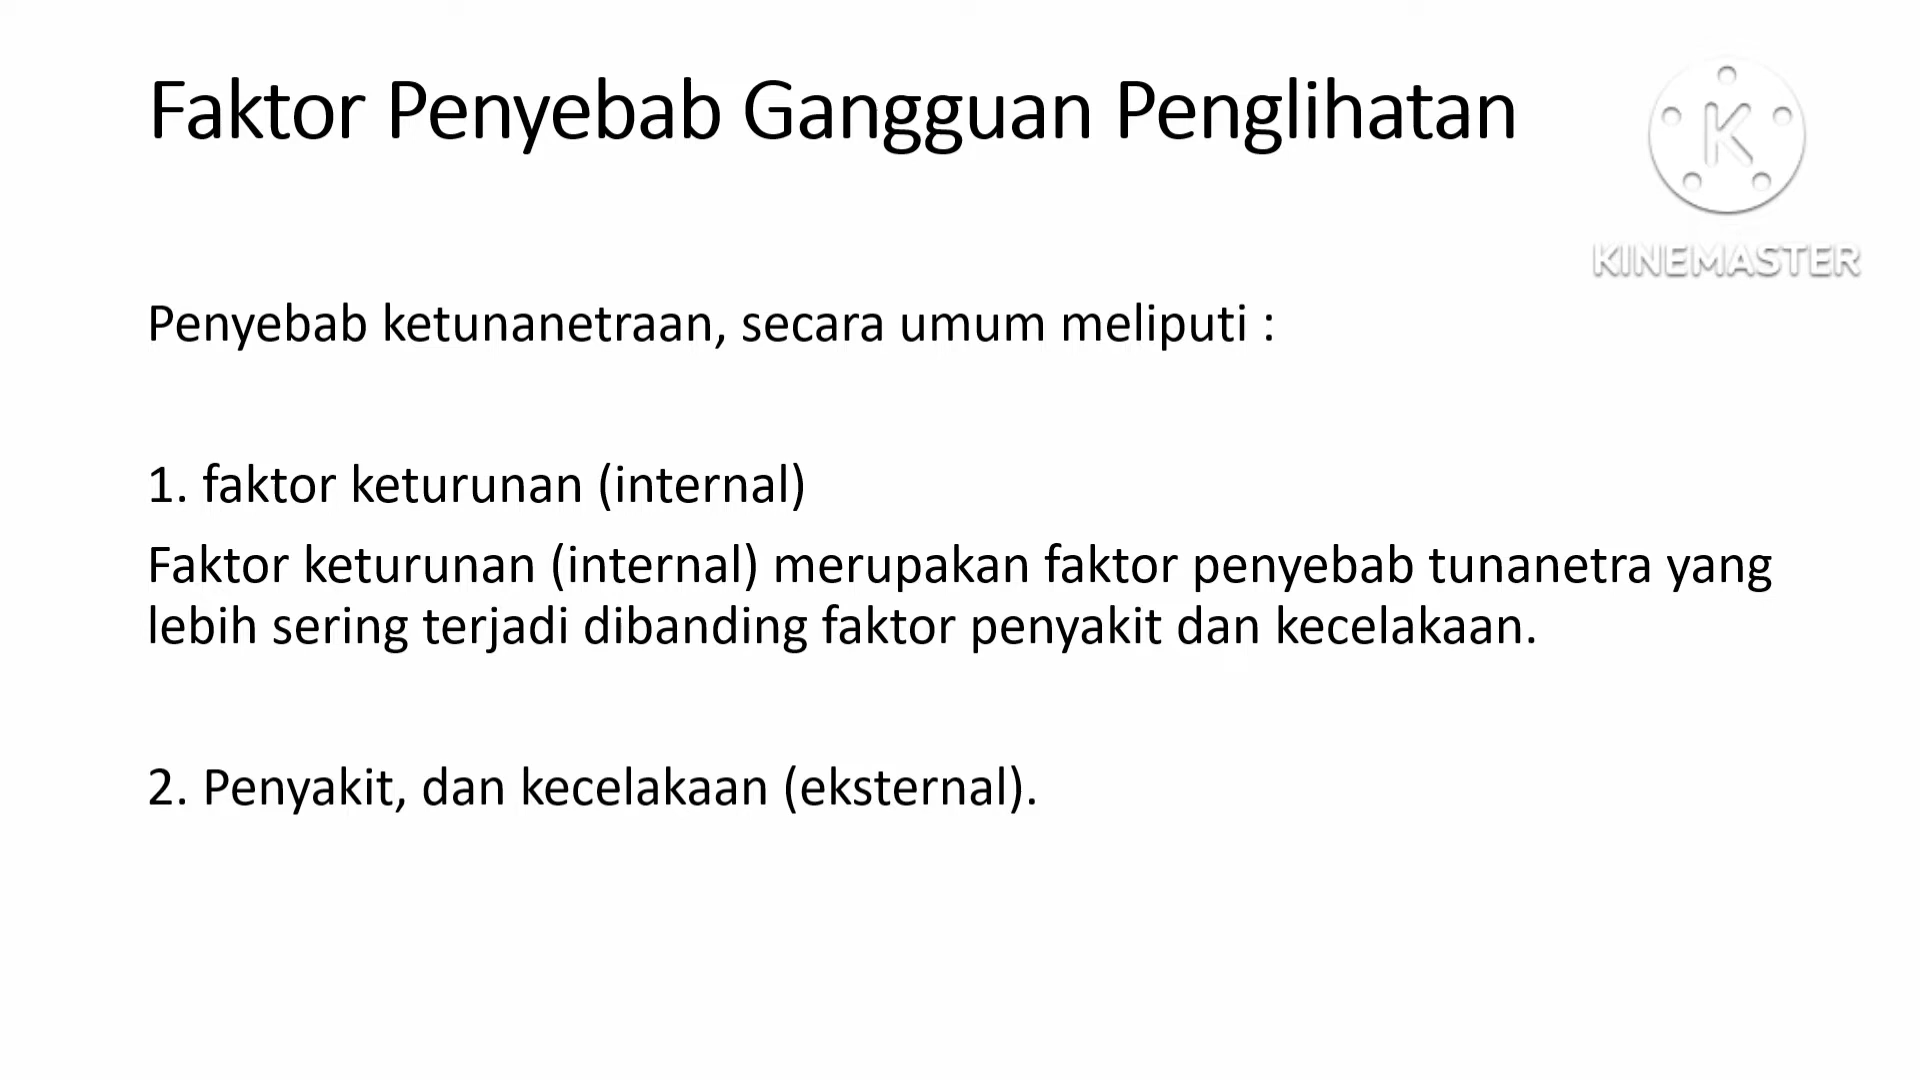 Faktor Penyebab Gangguan Penglihatan
K
KINEMASTER
Penyebab ketunanetraan, secara umum meliputi :
1. faktor keturunan (internal)
Faktor keturunan (internal) merupakan faktor penyebab tunanetra yang
lebih sering terjadi dibanding faktor penyakit dan kecelakaan.
2. Penyakit, dan kecelakaan (eksternal).